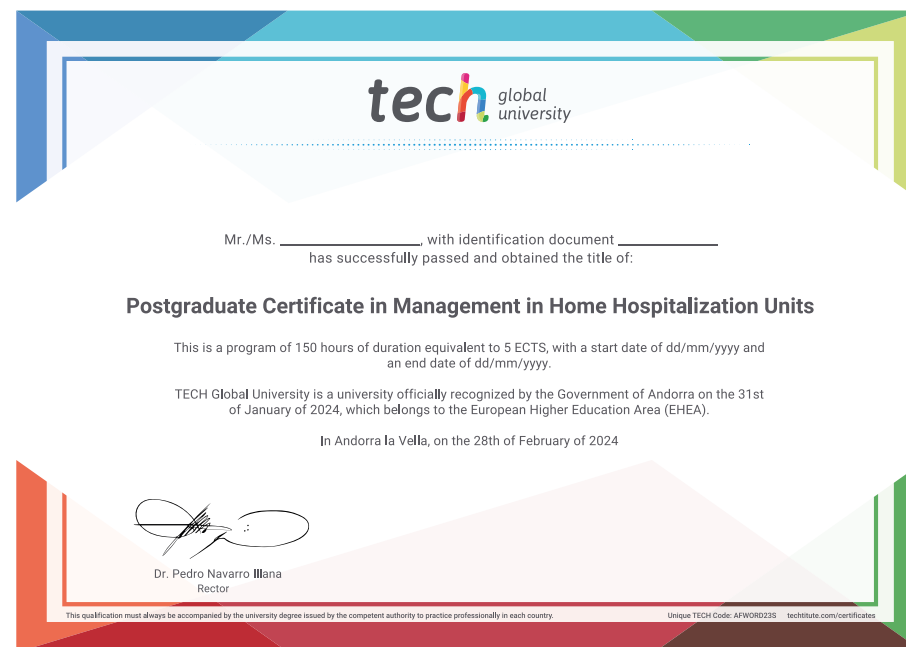 tech global university
Mr./Ms. ____________, with identification document ____________
has successfully passed and obtained the title of:
Postgraduate Certificate in Management in Home Hospitalization Units
This is a program of 150 hours of duration equivalent to 5 ECTS, with a start date of dd/mm/yyyy and
an end date of dd/mm/yyyy.
TECH Global University is a university officially recognized by the Government of Andorra on the 31st
of January of 2024, which belongs to the European Higher Education Area (EHEA).
In Andorra la Vella, on the 28th of February of 2024
Dr. Pedro Navarro Illana
Rector
This qualification must always be accompanied by the university degree issued by the competent authority to practice professionally in each country.
Unique TECH Code: AFWORD23S techtitute.com/certificates